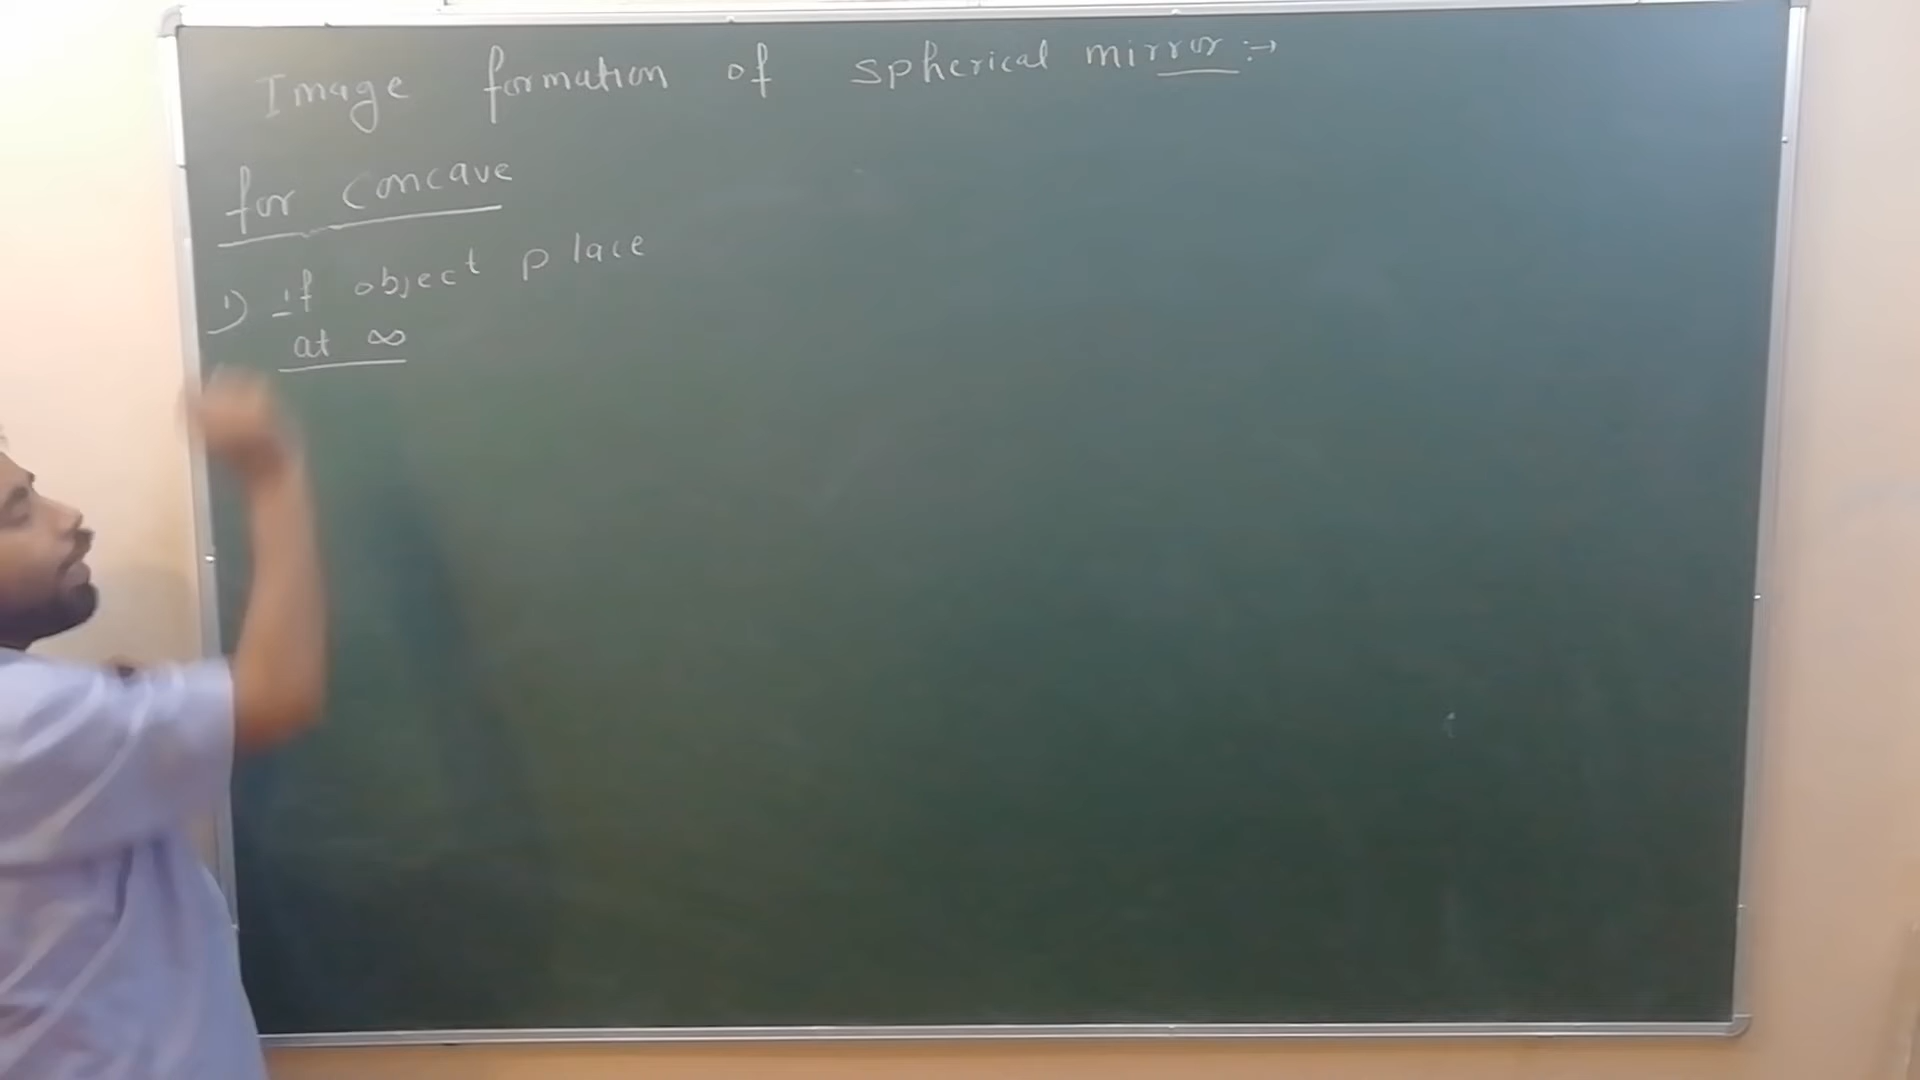 Image formation of spherical mirror :→
for concave
1) if object place
at ∞